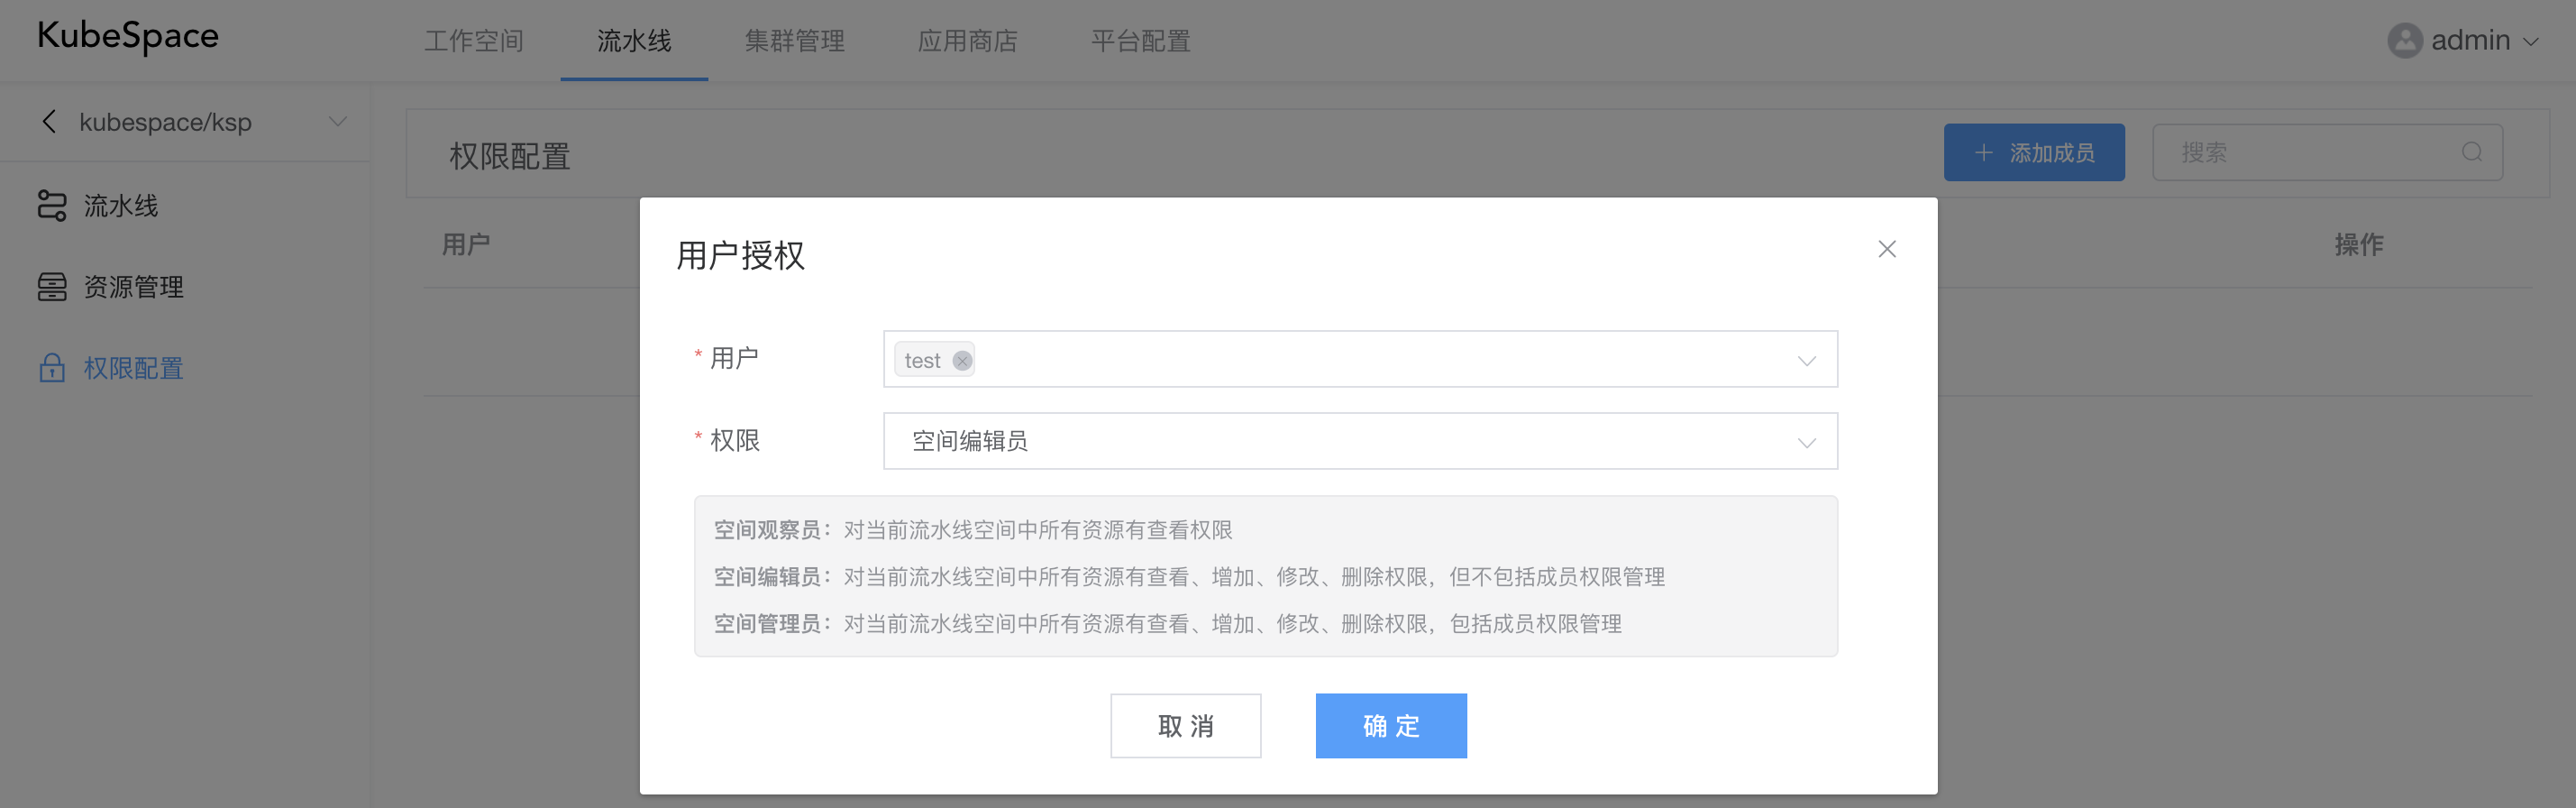 KubeSpace
工作空间
流水线
集群管理
应用商店
平台配置
admin
kubespace/ksp
流水线
资源管理
权限配置
权限配置
添加成员
搜索
用户
操作
用户授权
* 用户
test
* 权限
空间编辑员
空间观察员：对当前流水线空间中所有资源有查看权限
空间编辑员：对当前流水线空间中所有资源有查看、增加、修改、删除权限，但不包括成员权限管理
空间管理员：对当前流水线空间中所有资源有查看、增加、修改、删除权限，包括成员权限管理
取 消
确 定